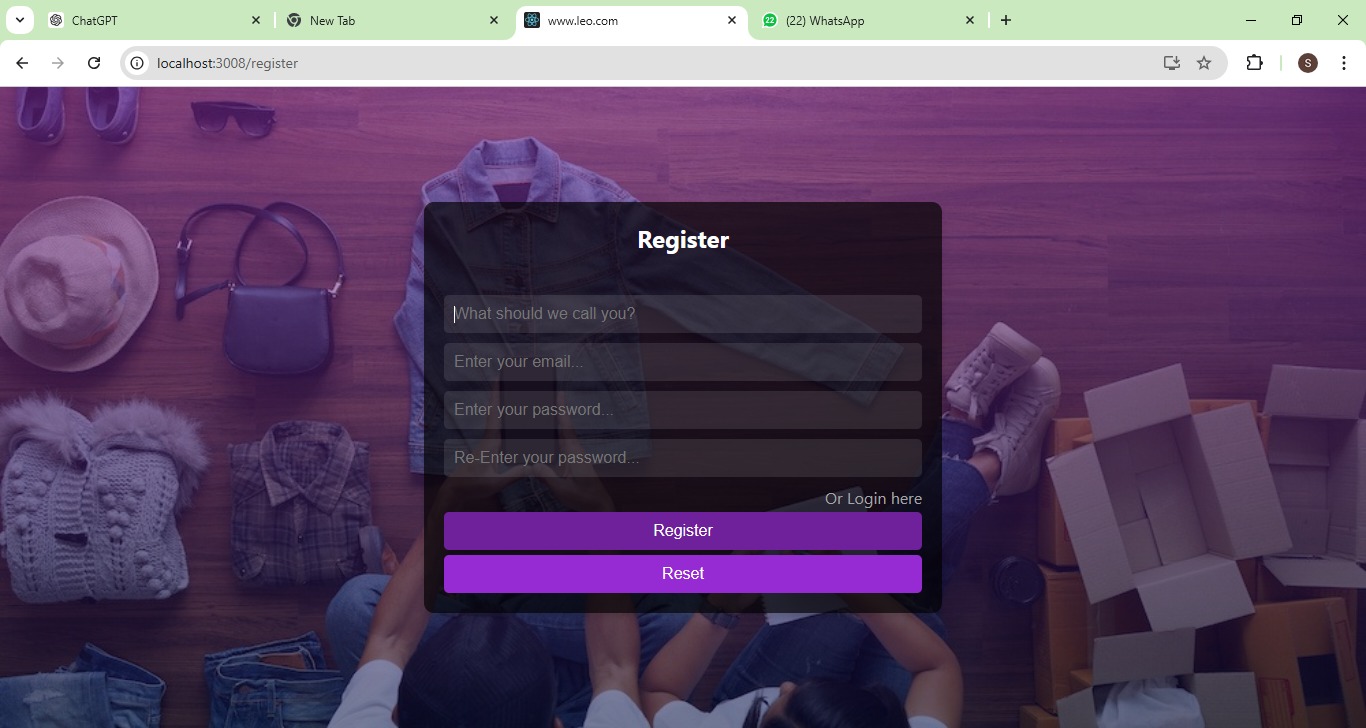 ChatGPT
New Tab
www.leo.com
22
(22) WhatsApp
localhost:3008/register
S
Register
What should we call you?
Enter your email...
Enter your password...
Re-Enter your password...
Or Login here
Register
Reset